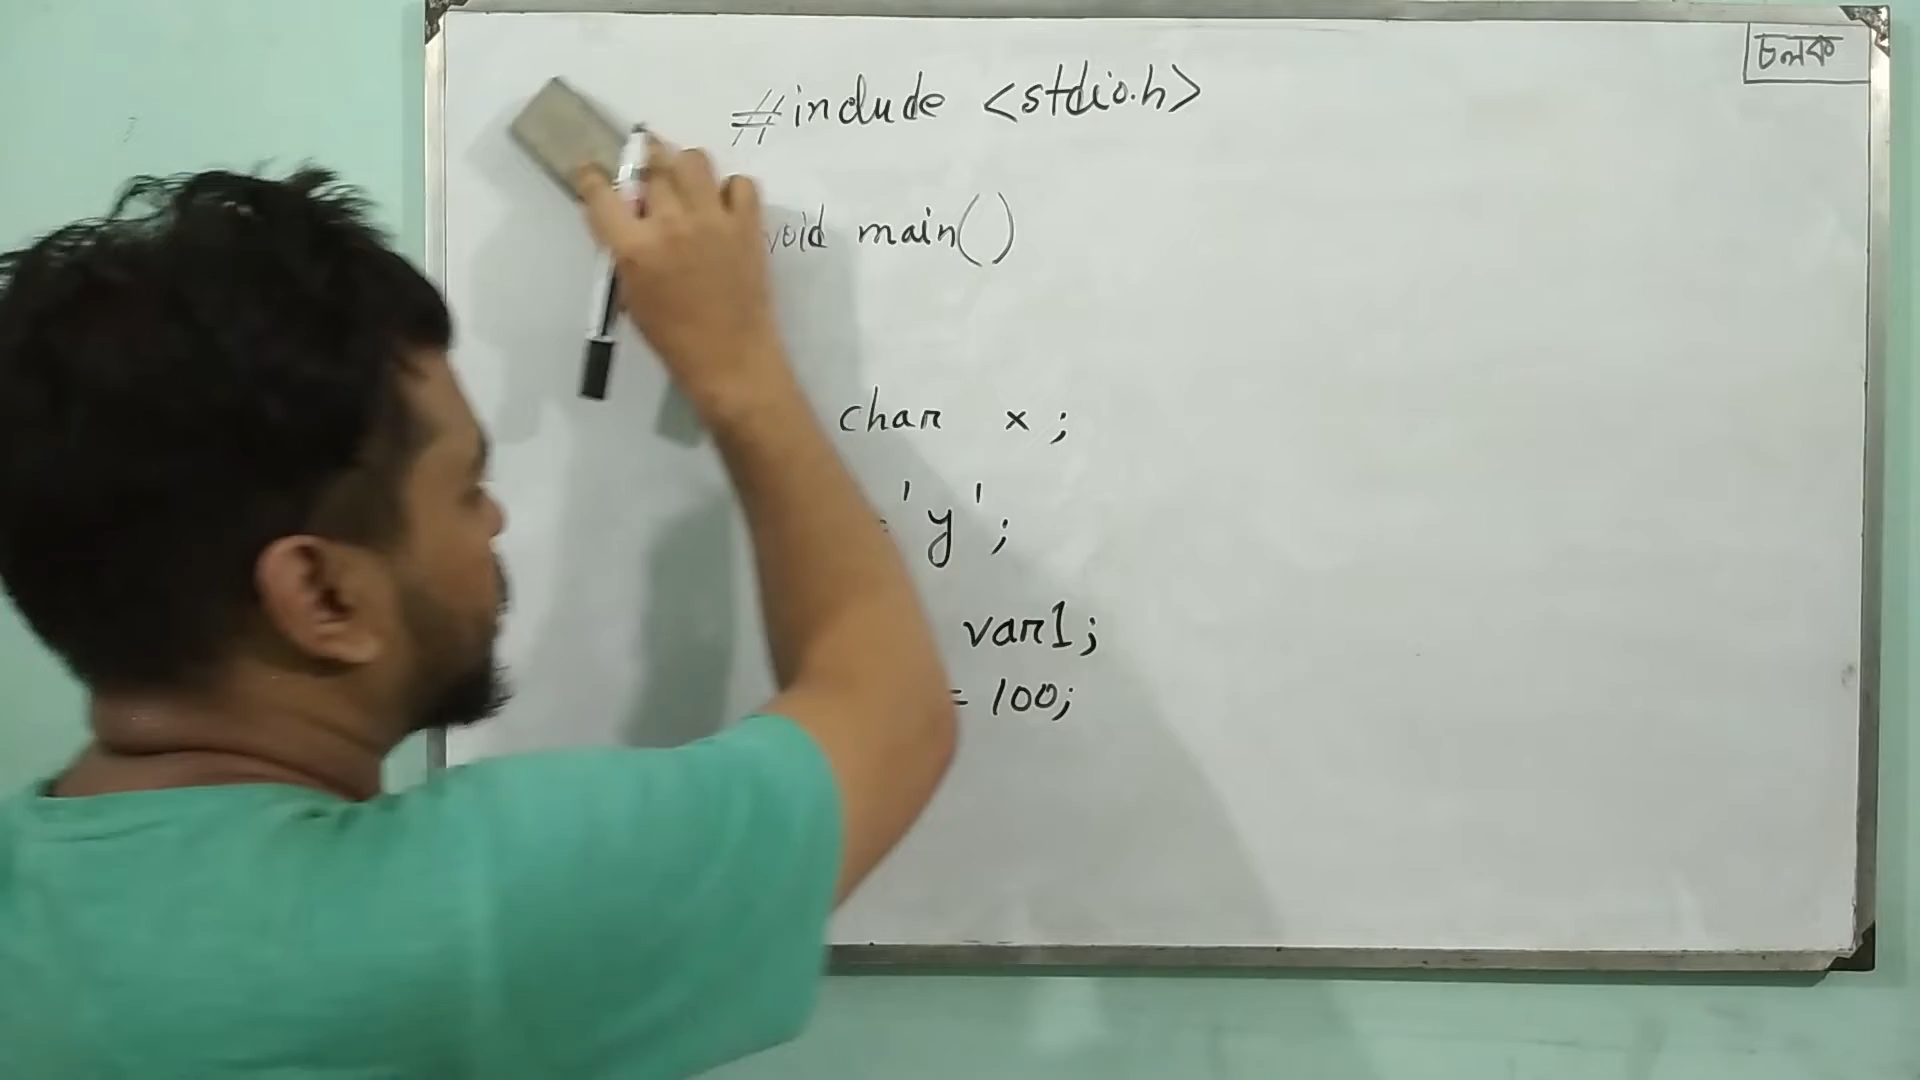 চলক
#include <stdio.h>
void main()
char x;
= 'y';
var1;
= 100;